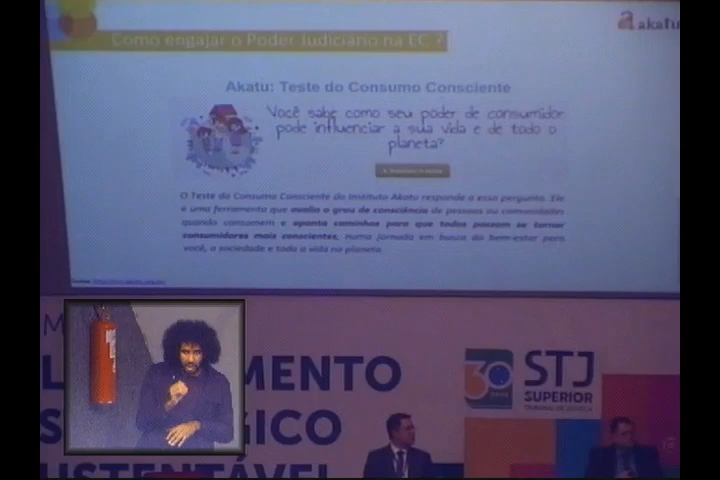 Como engajar o Poder Judiciário na EC ?
akatu
Akatu: Teste do Consumo Consciente
Você sabe como seu poder de consumidor
pode influenciar a sua vida e de todo o
planeta?
O Teste do Consumo Consciente do Instituto Akatu responde a essa pergunta. Ele
é uma ferramenta que avalia o grau de consciência de pessoas ou comunidades
quando consomem e aponta caminhos para que todos possam se tornar
consumidores mais conscientes, numa jornada em busca do bem-estar para
você, a sociedade e toda a vida no planeta.
M
L MENTO
S GICO
SUSTENTÁVEL
30
STJ
SUPERIOR
TRIBUNAL DE JUSTIÇA